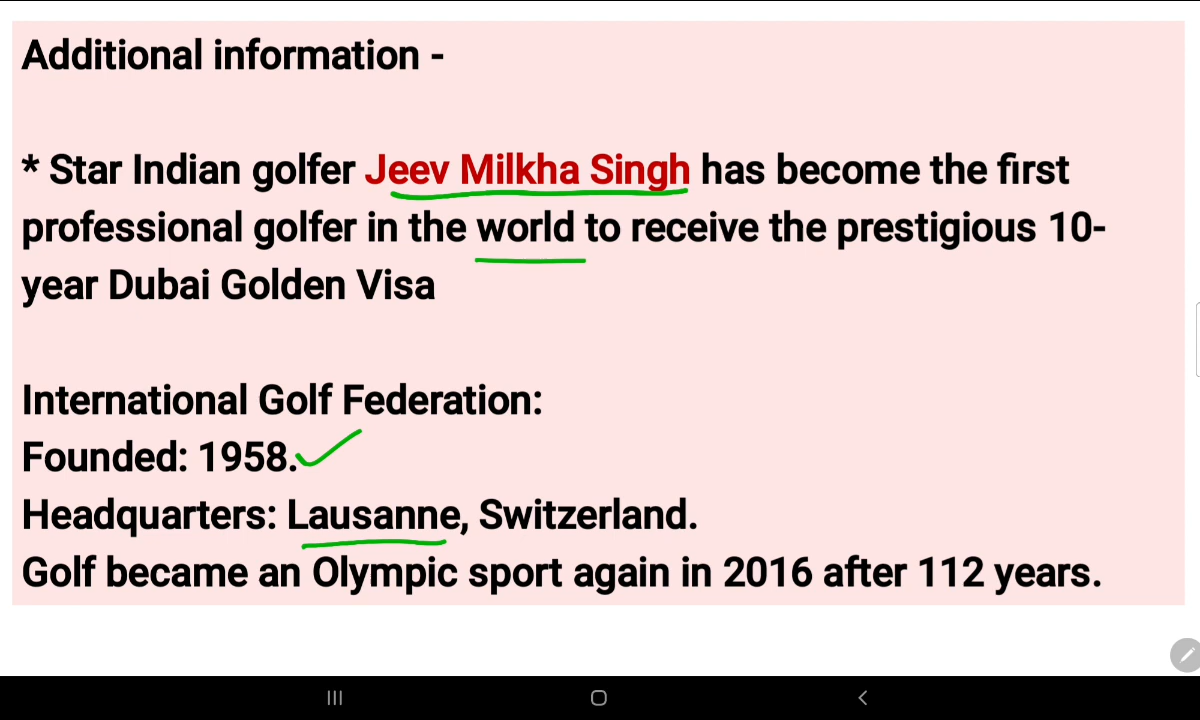 Additional information -
* Star Indian golfer Jeev Milkha Singh has become the first
professional golfer in the world to receive the prestigious 10-
year Dubai Golden Visa
International Golf Federation:
Founded: 1958.
Headquarters: Lausanne, Switzerland.
Golf became an Olympic sport again in 2016 after 112 years.